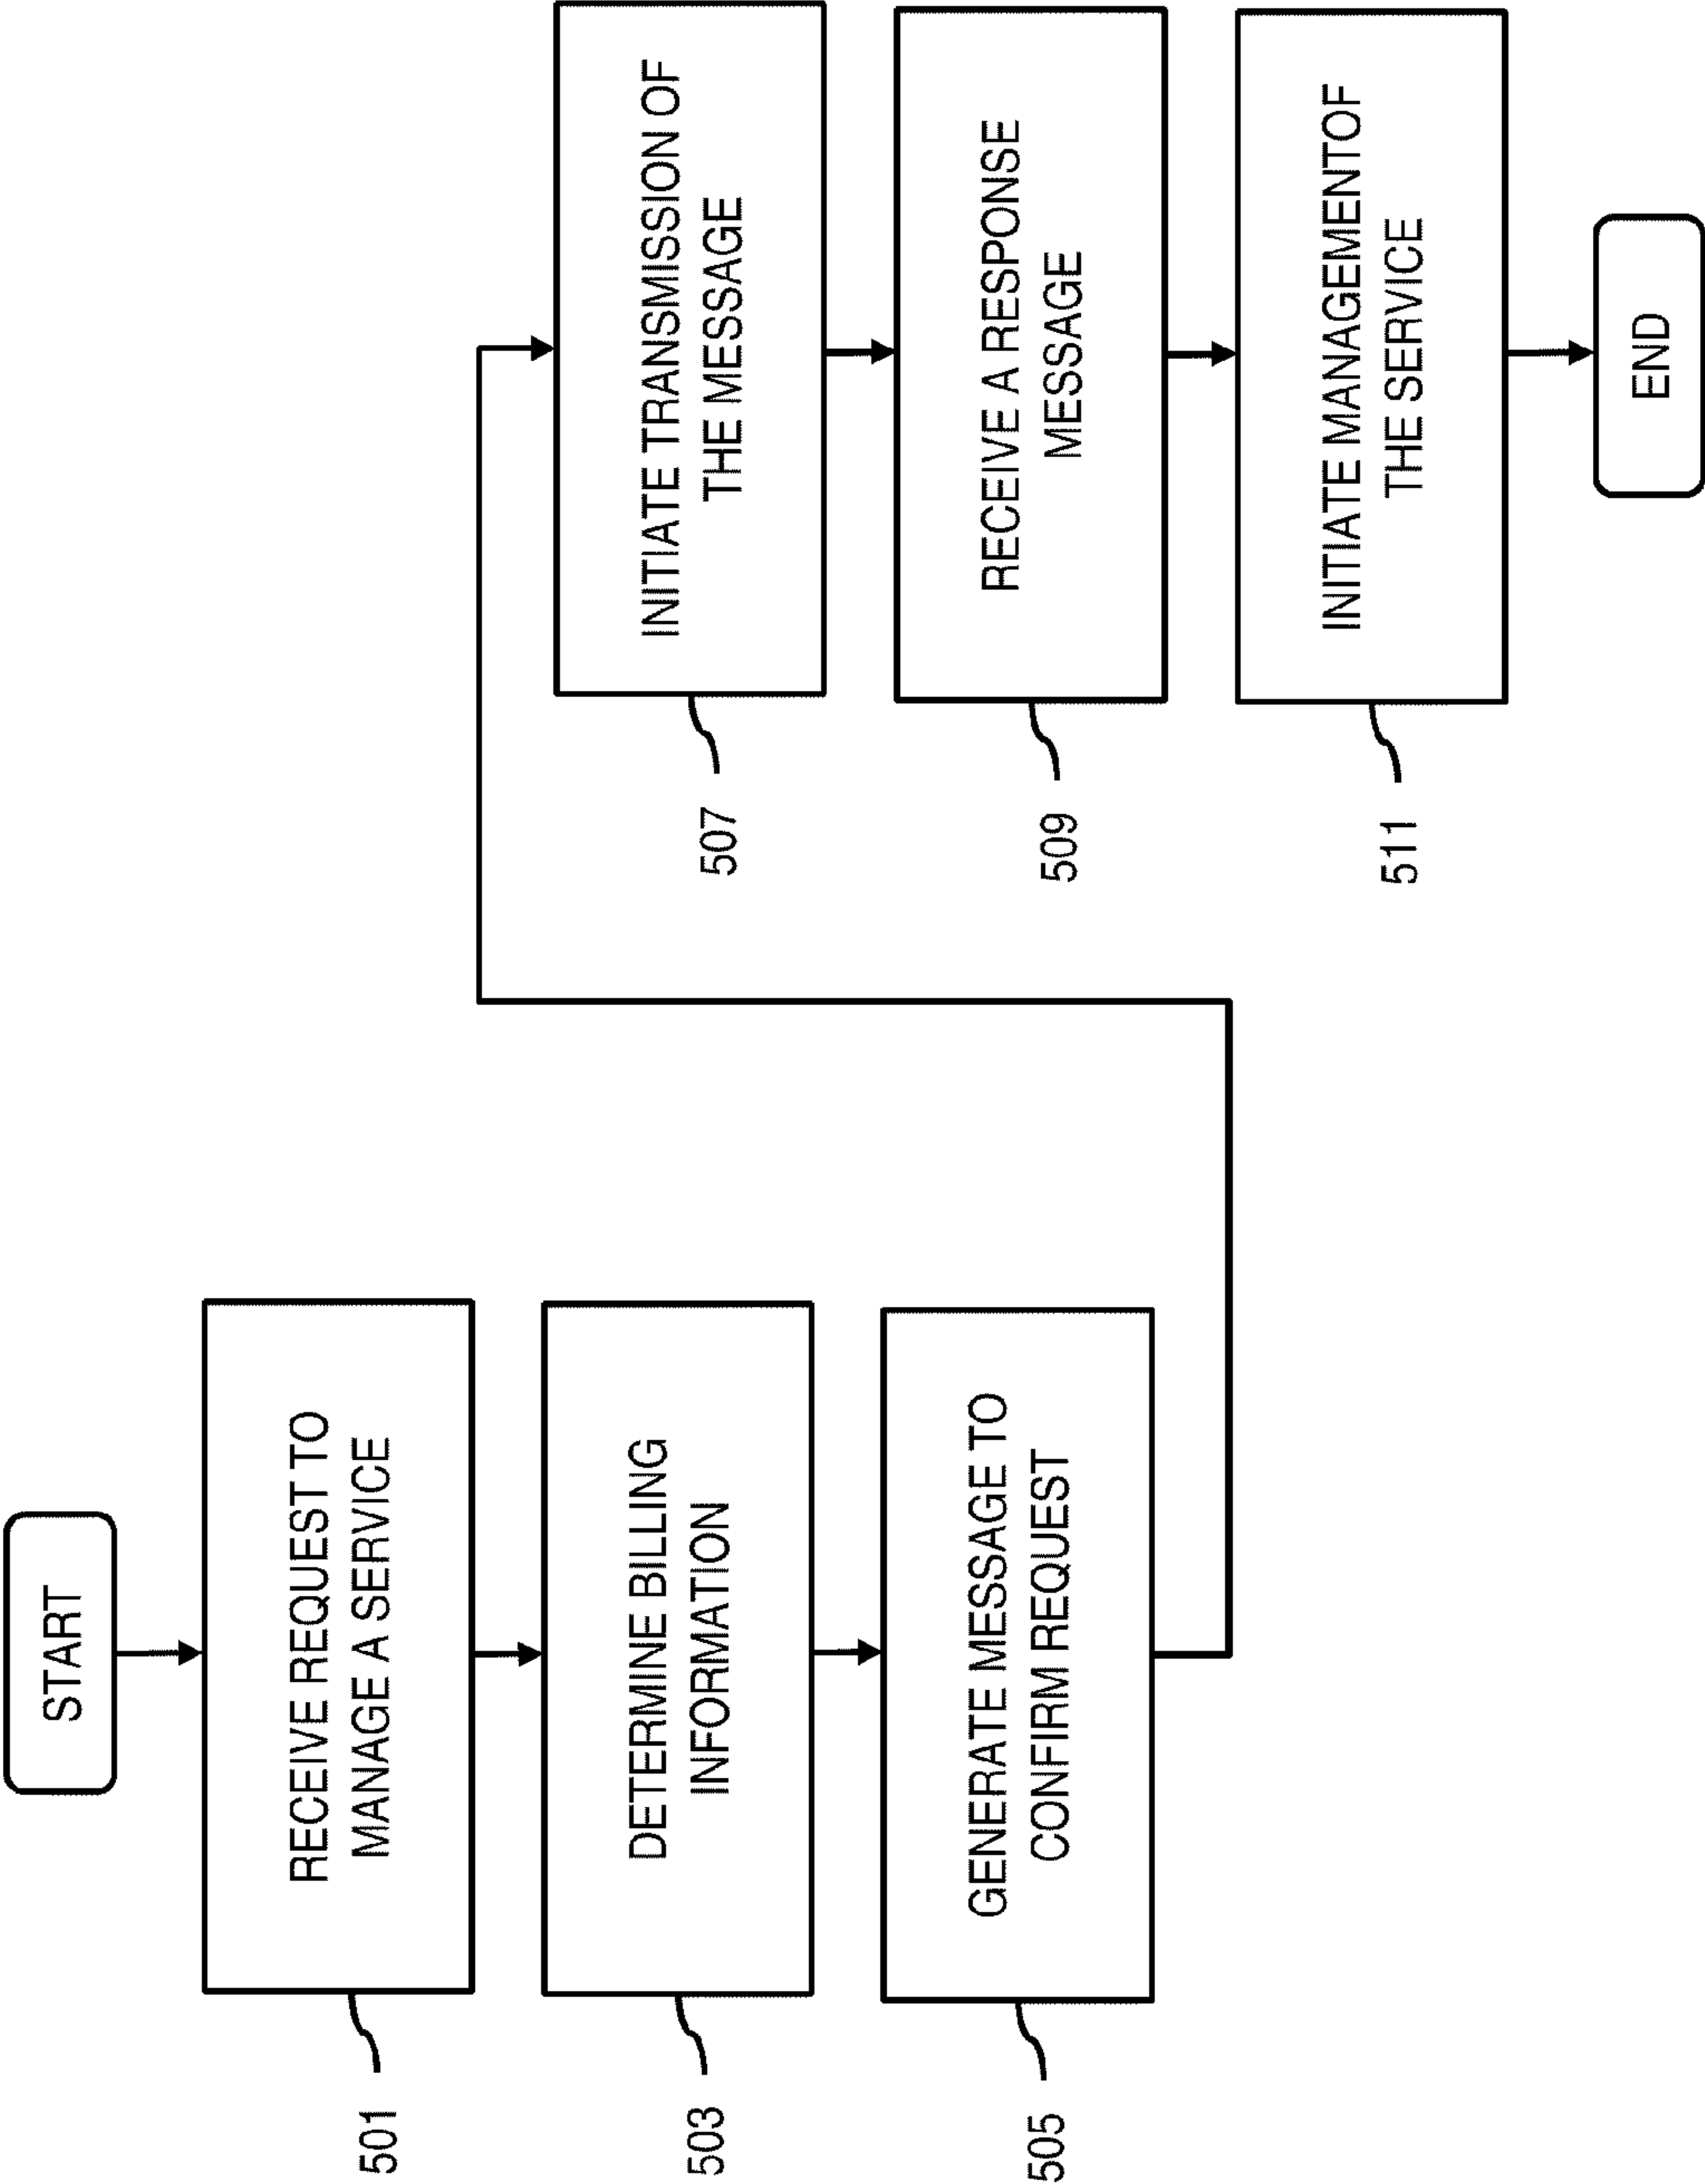 START
RECEIVE REQUEST TO
MANAGE A SERVICE
501
DETERMINE BILLING
INFORMATION
503
GENERATE MESSAGE TO
CONFIRM REQUEST
505
INITIATE TRANSMISSION OF
THE MESSAGE
507
RECEIVE A RESPONSE
MESSAGE
509
INITIATE MANAGEMENTOF
THE SERVICE
511
END